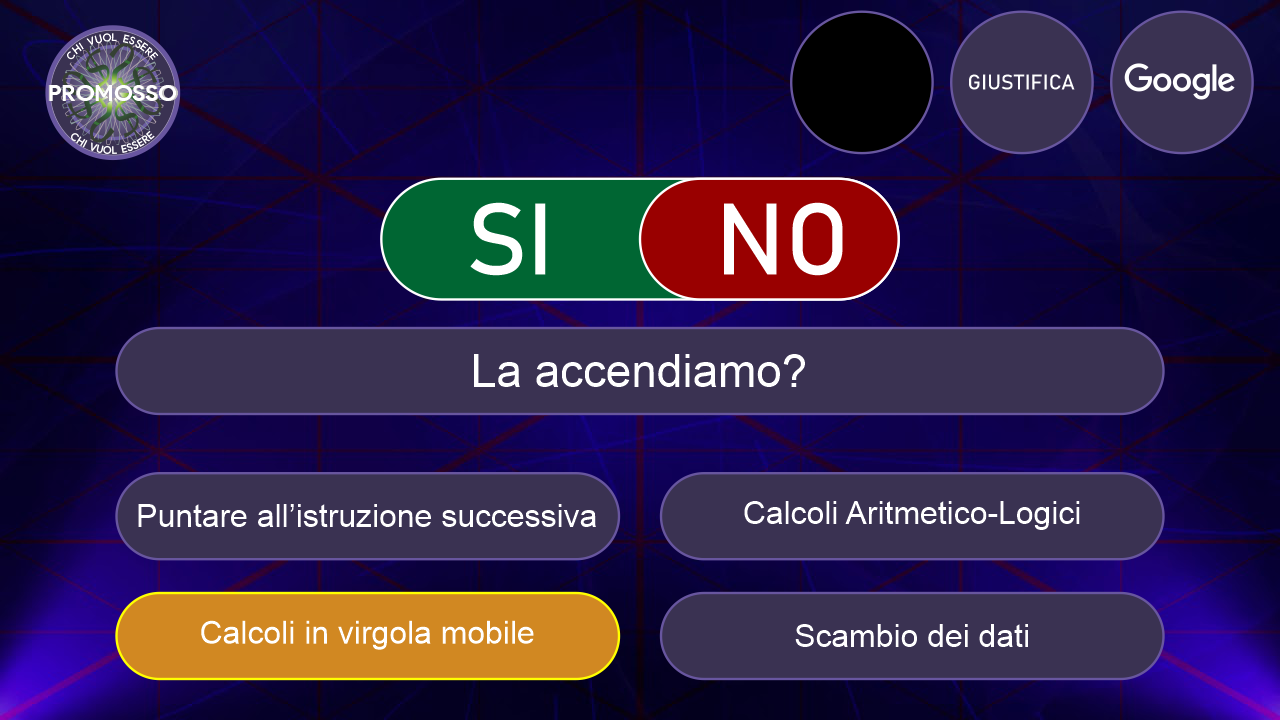 CHI VUOL ESSERE
PROMOSSO
CHI VUOL ESSERE
GIUSTIFICA
Google
SI
NO
La accendiamo?
Puntare all’istruzione successiva
Calcoli Aritmetico-Logici
Calcoli in virgola mobile
Scambio dei dati